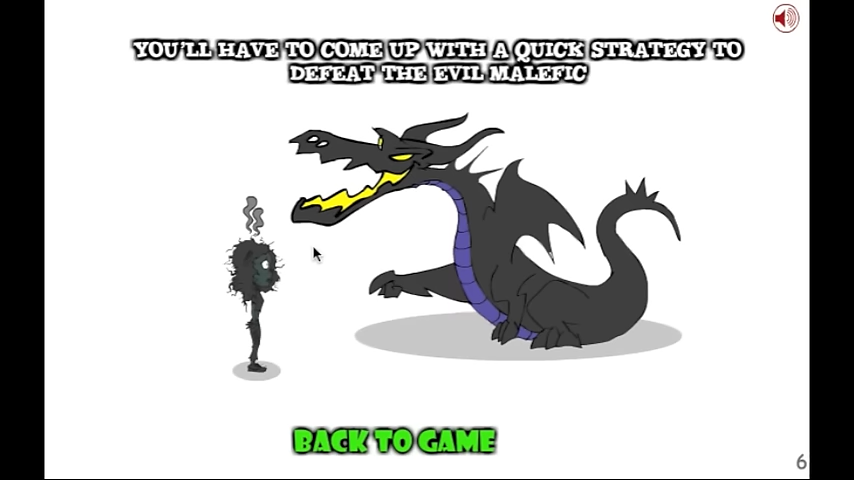 YOU'LL HAVE TO COME UP WITH A QUICK STRATEGY TO
DEFEAT THE EVIL MALEFIC
BACK TO GAME
6